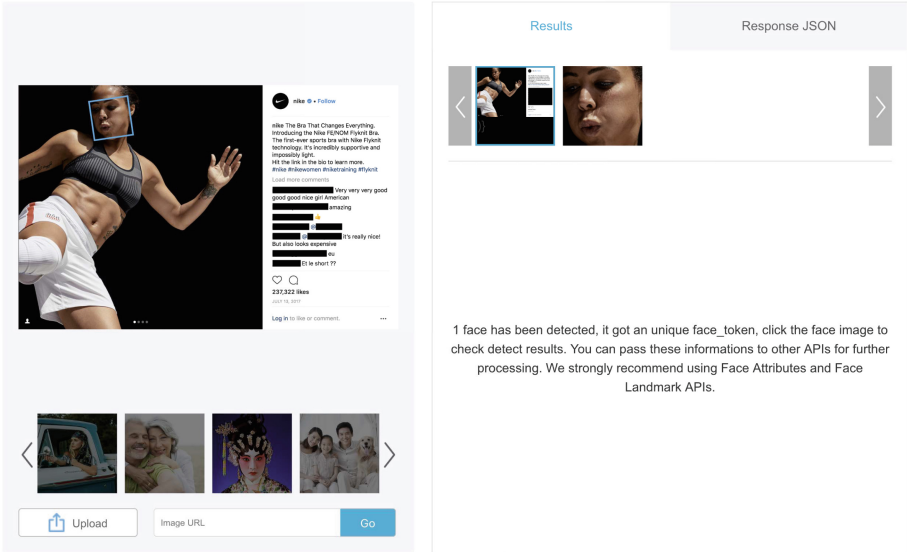 Results
Response JSON
nike • Follow
nike The Bra That Changes Everything.
Introducing the Nike FE/NOM Flyknit Bra.
The first-ever sports bra with Nike Flyknit
technology. It's incredibly supportive and
impossibly light.
Hit the link in the bio to learn more.
#nike #nikewomen #niketraining #flyknit
Load more comments
Very very very good
good good nice girl American
amazing
@
@ it's really nice!
But also looks expensive
eu
Et le short ??
237,322 likes
JULY 14, 2017
Log in to like or comment.
1 face has been detected, it got an unique face_token, click the face image to
check detect results. You can pass these informations to other APIs for further
processing. We strongly recommend using Face Attributes and Face
Landmark APIs.
Upload
Image URL
Go